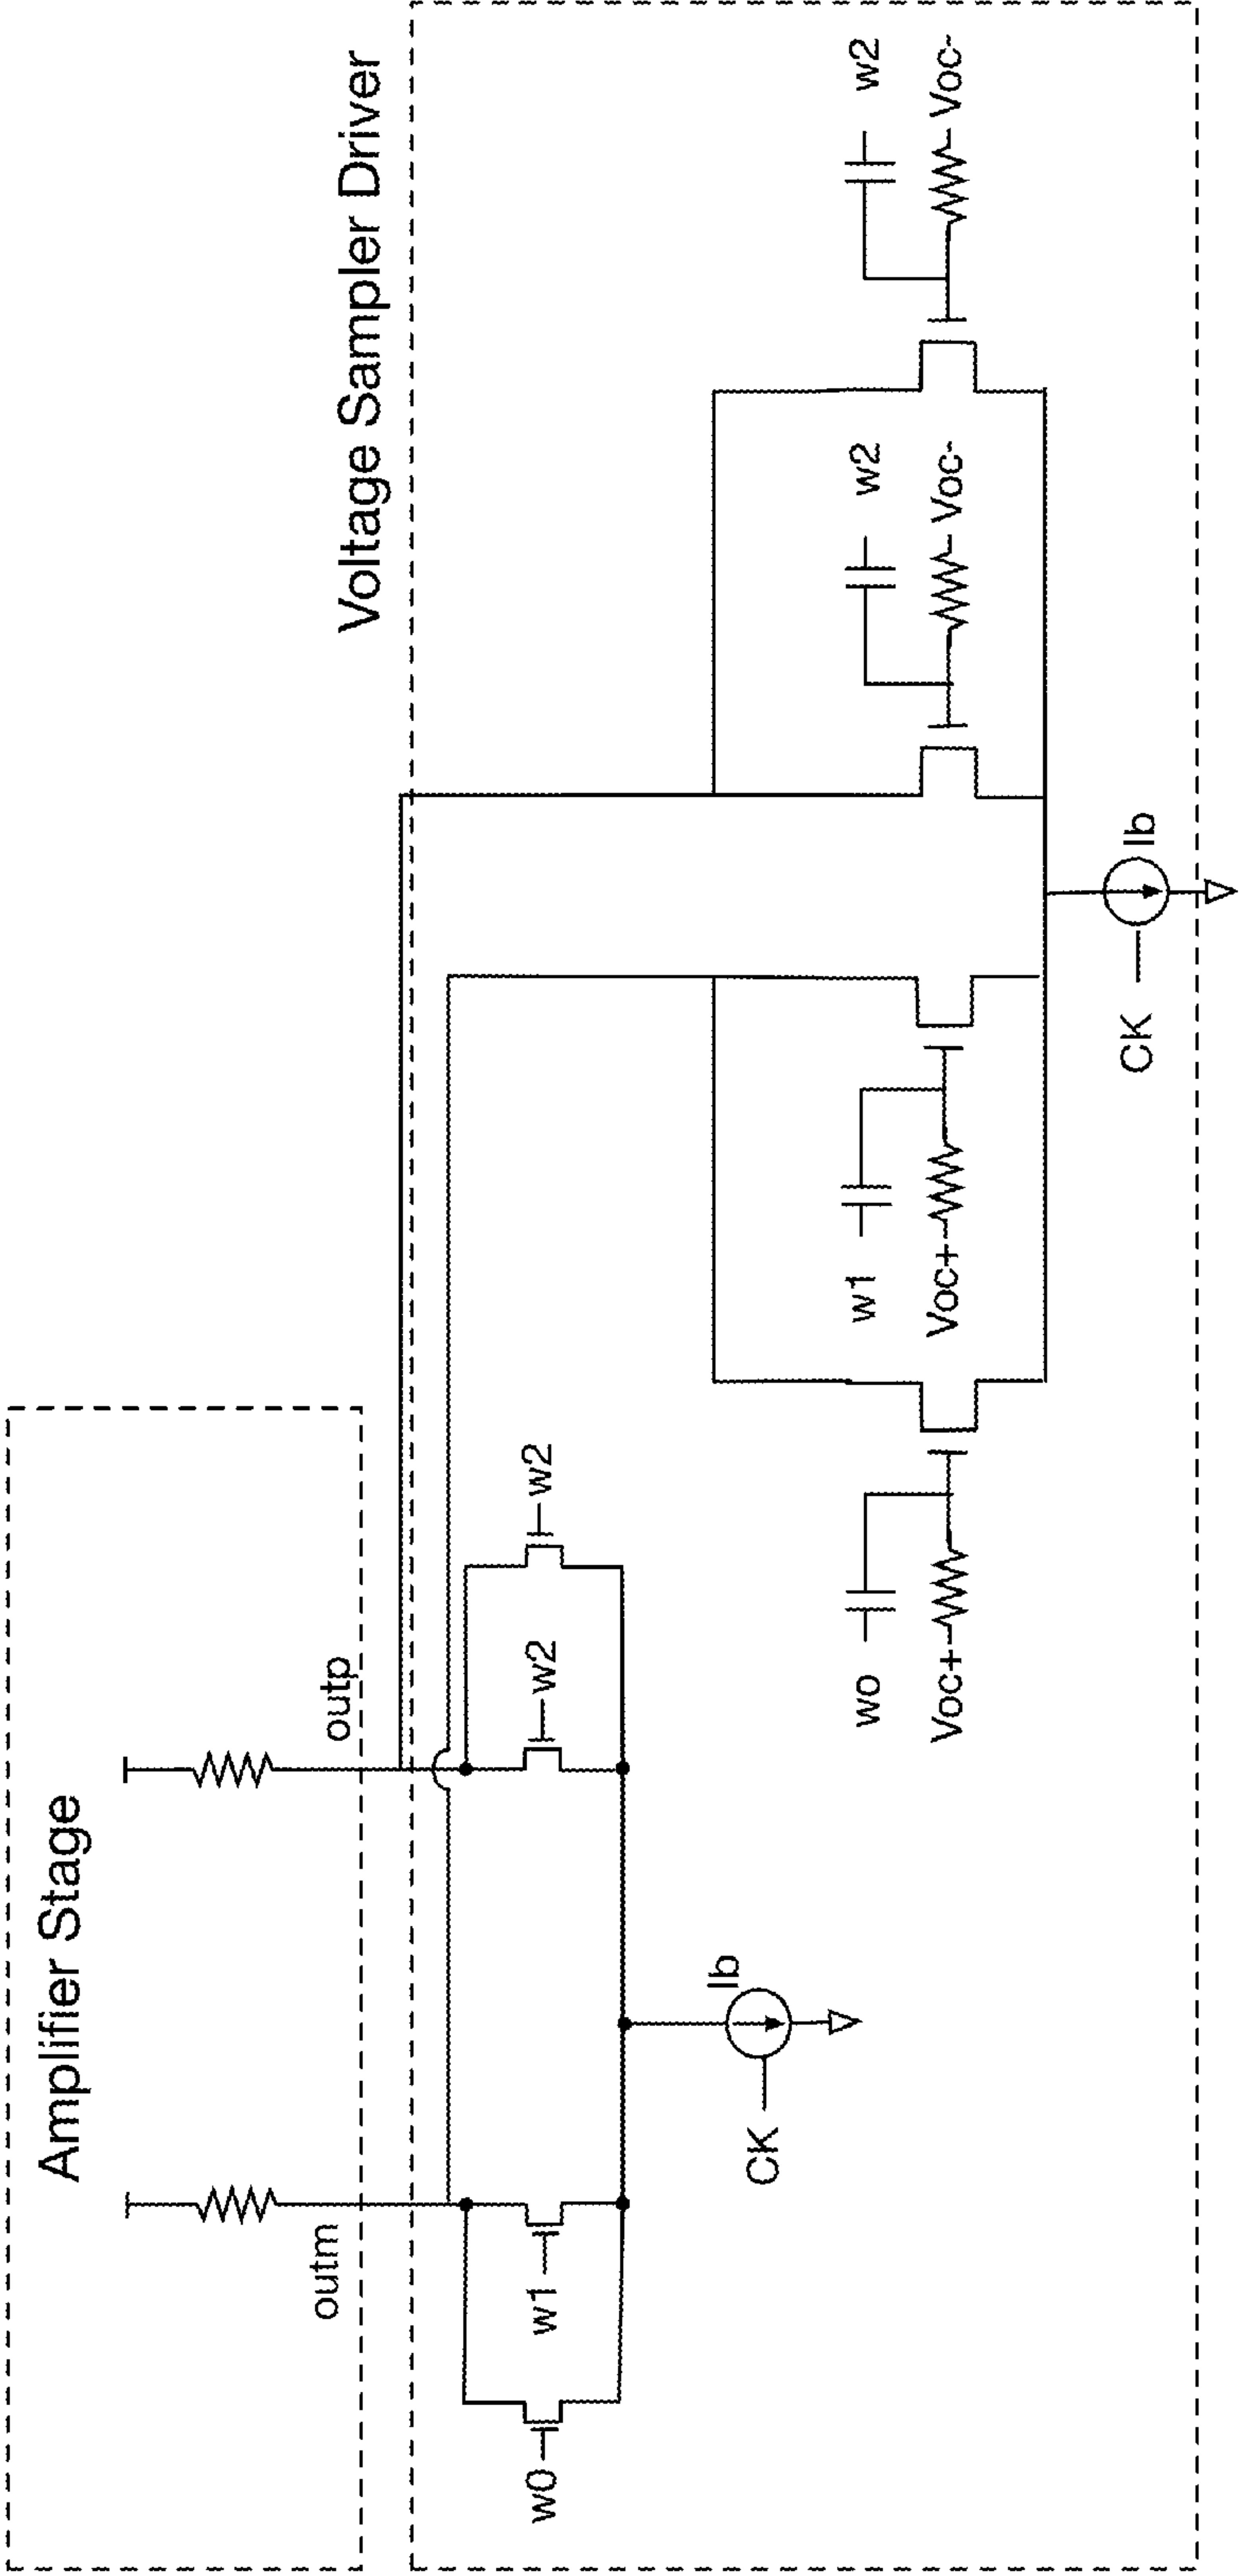 Amplifier Stage
outm
outp
Voltage Sampler Driver
w0
w1
w2
w2
CK
Ib
wo
Voc+
w1
Voc+
w2
Voc-
w2
Voc-
CK
Ib